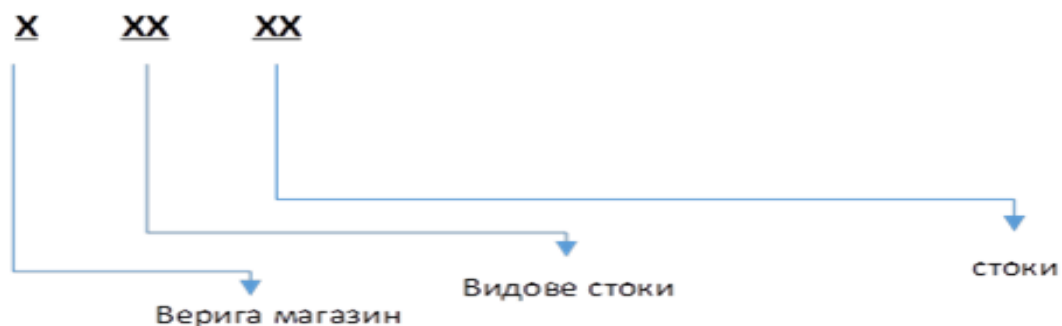 X XX XX
стоки
Видове стоки
Верига магазин